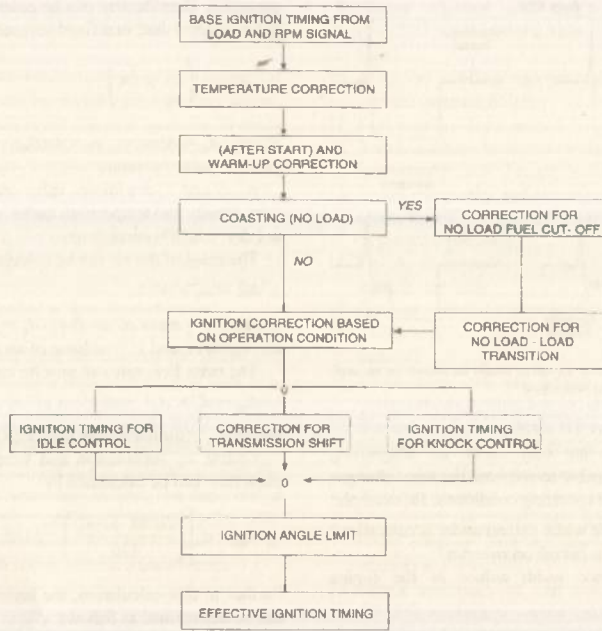 BASE IGNITION TIMING FROM
LOAD AND RPM SIGNAL
TEMPERATURE CORRECTION
(AFTER START) AND
WARM-UP CORRECTION
COASTING (NO LOAD)
YES
CORRECTION FOR
NO LOAD FUEL CUT- OFF
NO
IGNITION CORRECTION BASED
ON OPERATION CONDITION
CORRECTION FOR
NO LOAD - LOAD
TRANSITION
0
IGNITION TIMING FOR
IDLE CONTROL
CORRECTION FOR
TRANSMISSION SHIFT
IGNITION TIMING
FOR KNOCK CONTROL
0
IGNITION ANGLE LIMIT
EFFECTIVE IGNITION TIMING